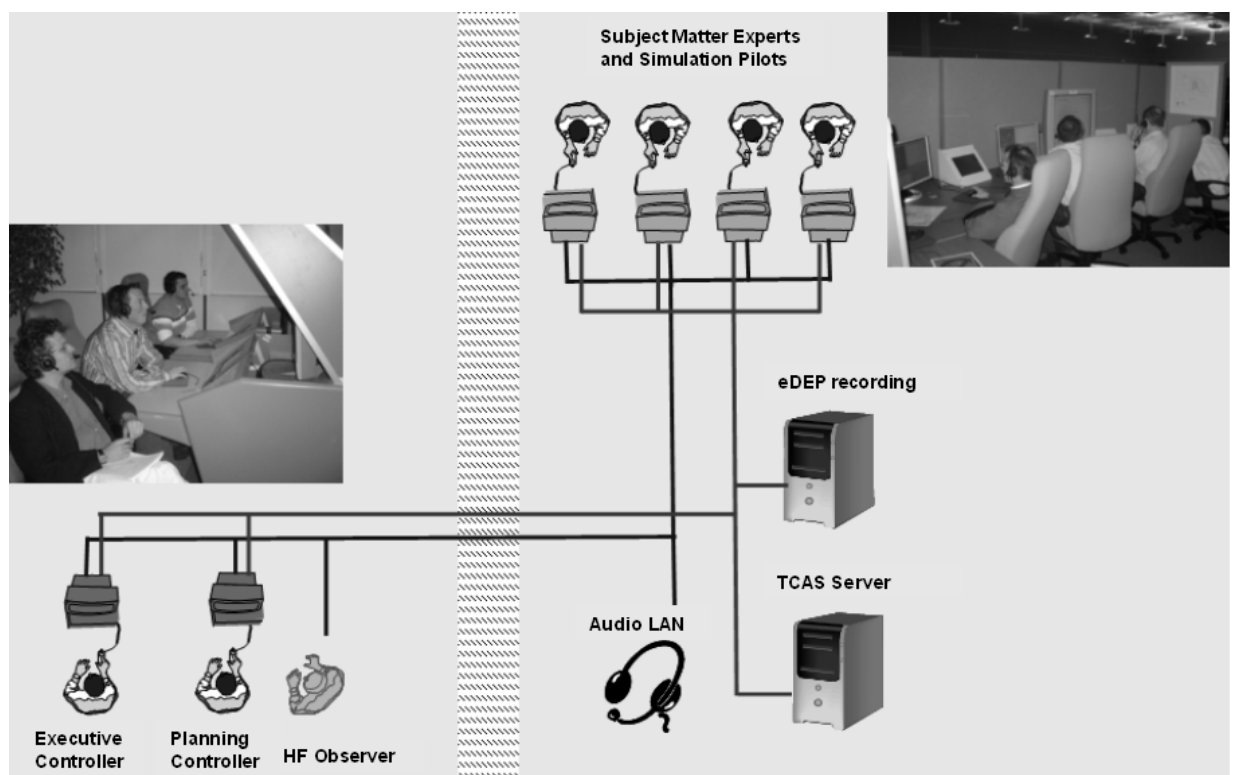 Subject Matter Experts
and Simulation Pilots
eDEP recording
TCAS Server
Audio LAN
Executive
Controller
Planning
Controller
HF Observer